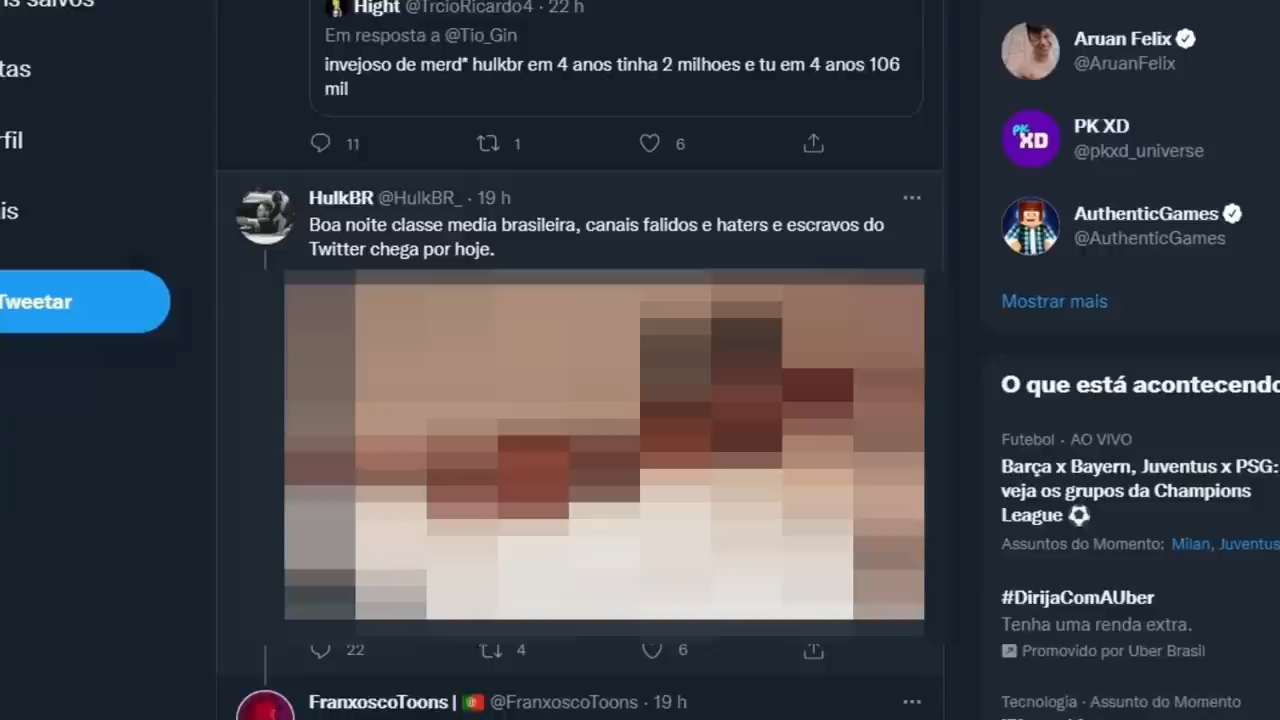 is salvos
tas
rfil
is
Tweetar
Hight @TrcioRicardo4 · 22 h
Em resposta a @Tio_Gin
invejoso de merd* hulkbr em 4 anos tinha 2 milhoes e tu em 4 anos 106
mil
11 1 6
HulkBR @HulkBR_ · 19 h
Boa noite classe media brasileira, canais falidos e haters e escravos do
Twitter chega por hoje.
22 4 6
FranxoscoToons | 🇵🇹 @FranxoscoToons · 19 h
Aruan Felix
@AruanFelix
PK XD
PK XD
@pkxd_universe
AuthenticGames
@AuthenticGames
Mostrar mais
O que está acontecendo
Futebol · AO VIVO
Barça x Bayern, Juventus x PSG:
veja os grupos da Champions
League ⚽
Assuntos do Momento: Milan, Juventus
#DirijaComAUber
Tenha uma renda extra.
Promovido por Uber Brasil
Tecnologia · Assunto do Momento